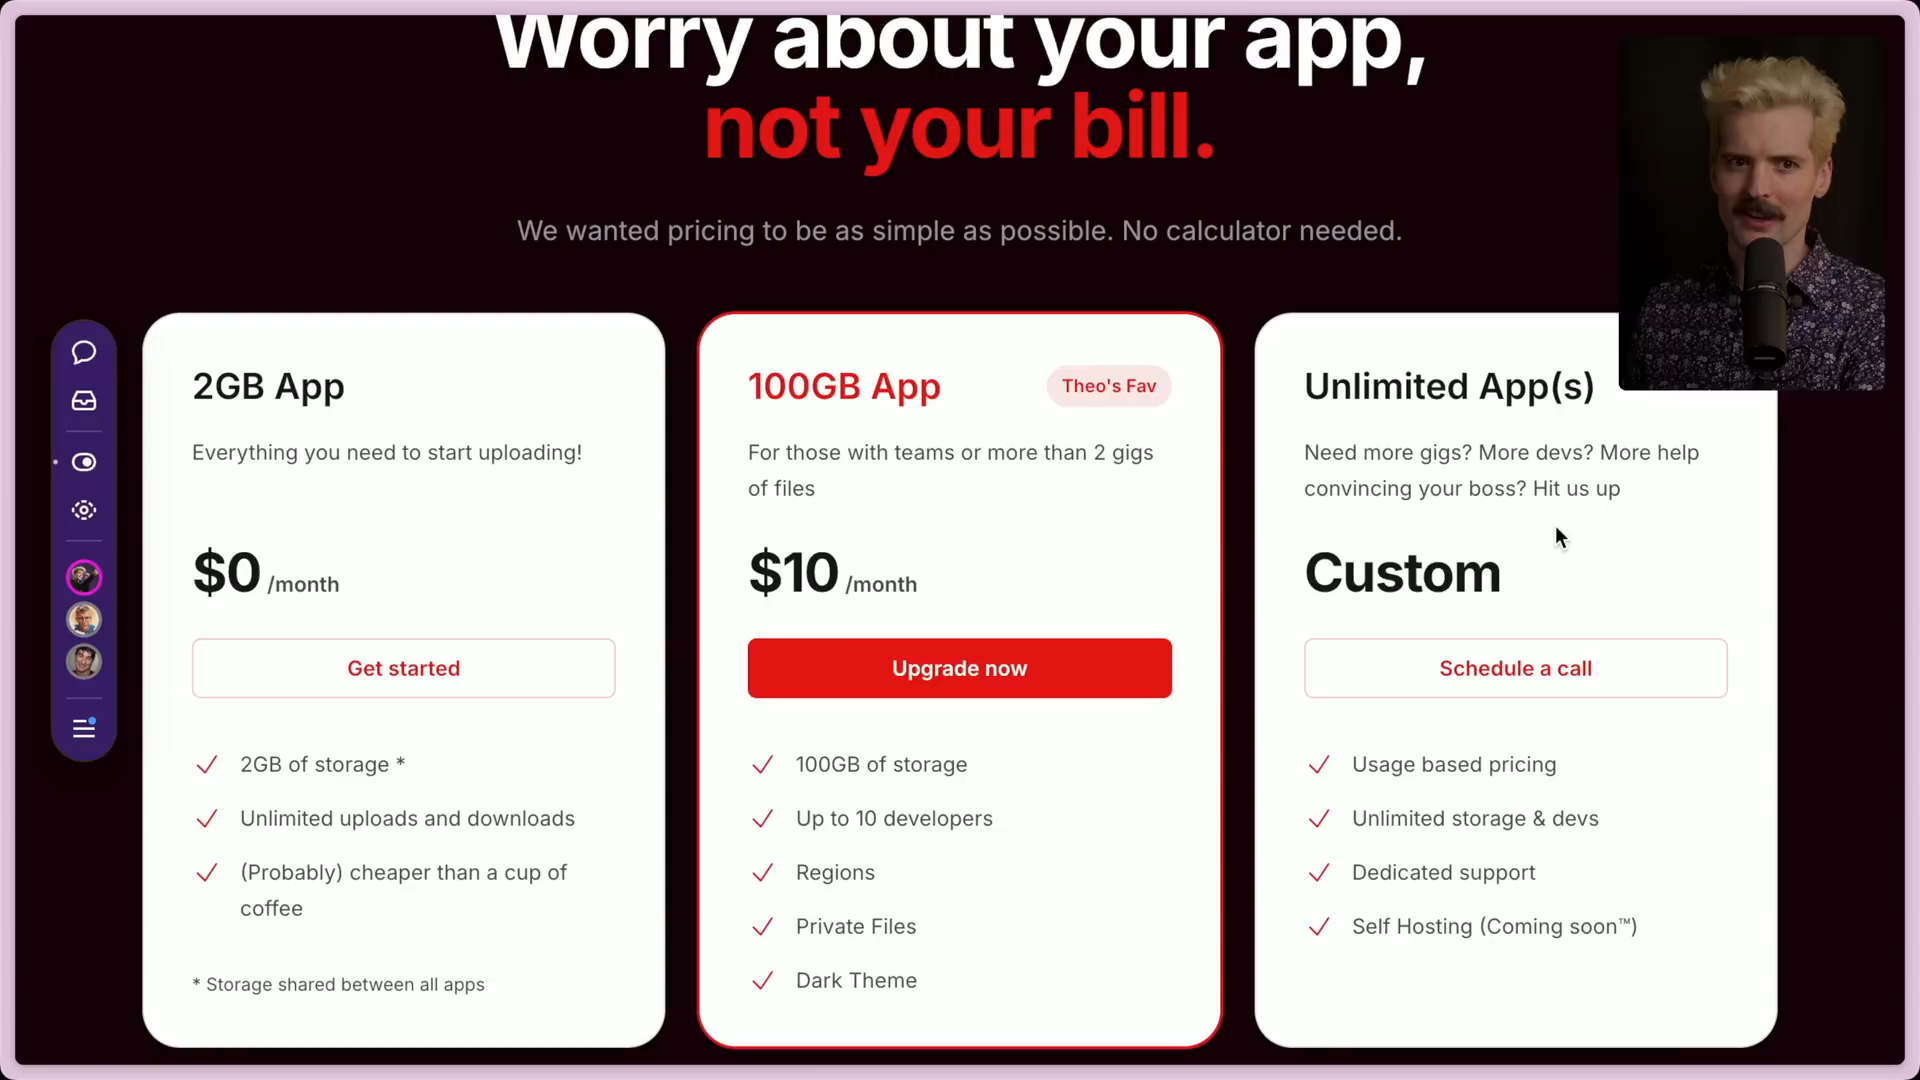 Worry about your app,
not your bill.
We wanted pricing to be as simple as possible. No calculator needed.
2GB App
Everything you need to start uploading!
$0 /month
Get started
2GB of storage *
Unlimited uploads and downloads
(Probably) cheaper than a cup of
coffee
* Storage shared between all apps
100GB App
Theo's Fav
For those with teams or more than 2 gigs
of files
$10 /month
Upgrade now
100GB of storage
Up to 10 developers
Regions
Private Files
Dark Theme
Unlimited App(s)
Need more gigs? More devs? More help
convincing your boss? Hit us up
Custom
Schedule a call
Usage based pricing
Unlimited storage & devs
Dedicated support
Self Hosting (Coming soon™)